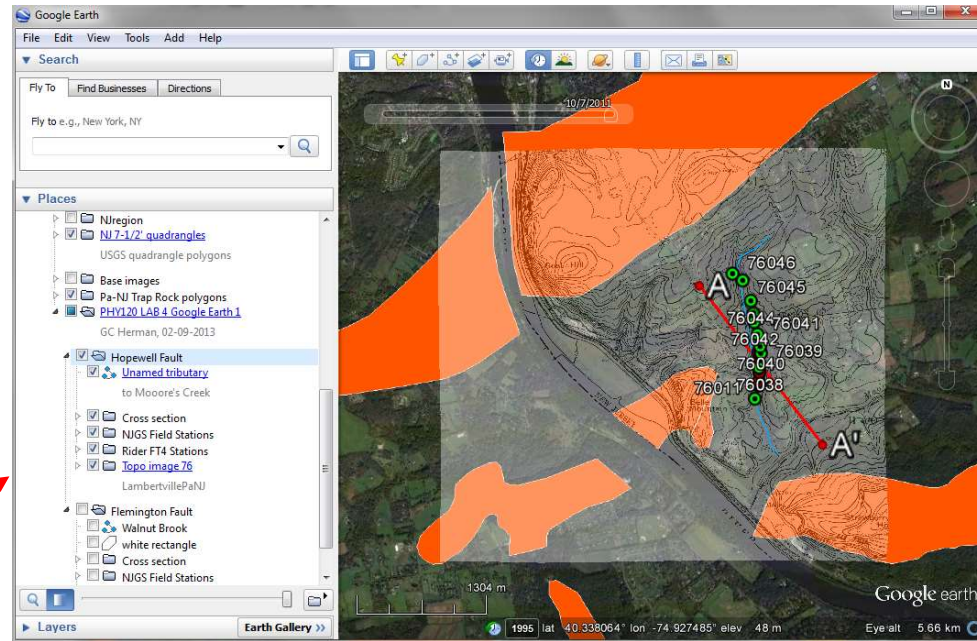 Google Earth
File Edit View Tools Add Help
Search
Fly To Find Businesses Directions
Fly to e.g., New York, NY
Places
NJregion
NJ 7-1/2' quadrangles
USGS quadrangle polygons
Base images
Pa-NJ Trap Rock polygons
PHY120 LAB 4 Google Earth 1
GC Herman, 02-09-2013
Hopewell Fault
Unamed tributary
to Mooore's Creek
Cross section
NJGS Field Stations
Rider FT4 Stations
Topo image 76
LambertvillePaNJ
Flemington Fault
Walnut Brook
white rectangle
Cross section
NJGS Field Stations
Layers
Earth Gallery »
10/7/2011
N
Goat Hill
76046
A
76045
76044
76041
76042
76039
76040
76011
76038
Belle
Mountain
A'
1304 m
Google earth
1995 lat 40.338064° lon -74.927485° elev 48 m
Eye alt 5.66 km